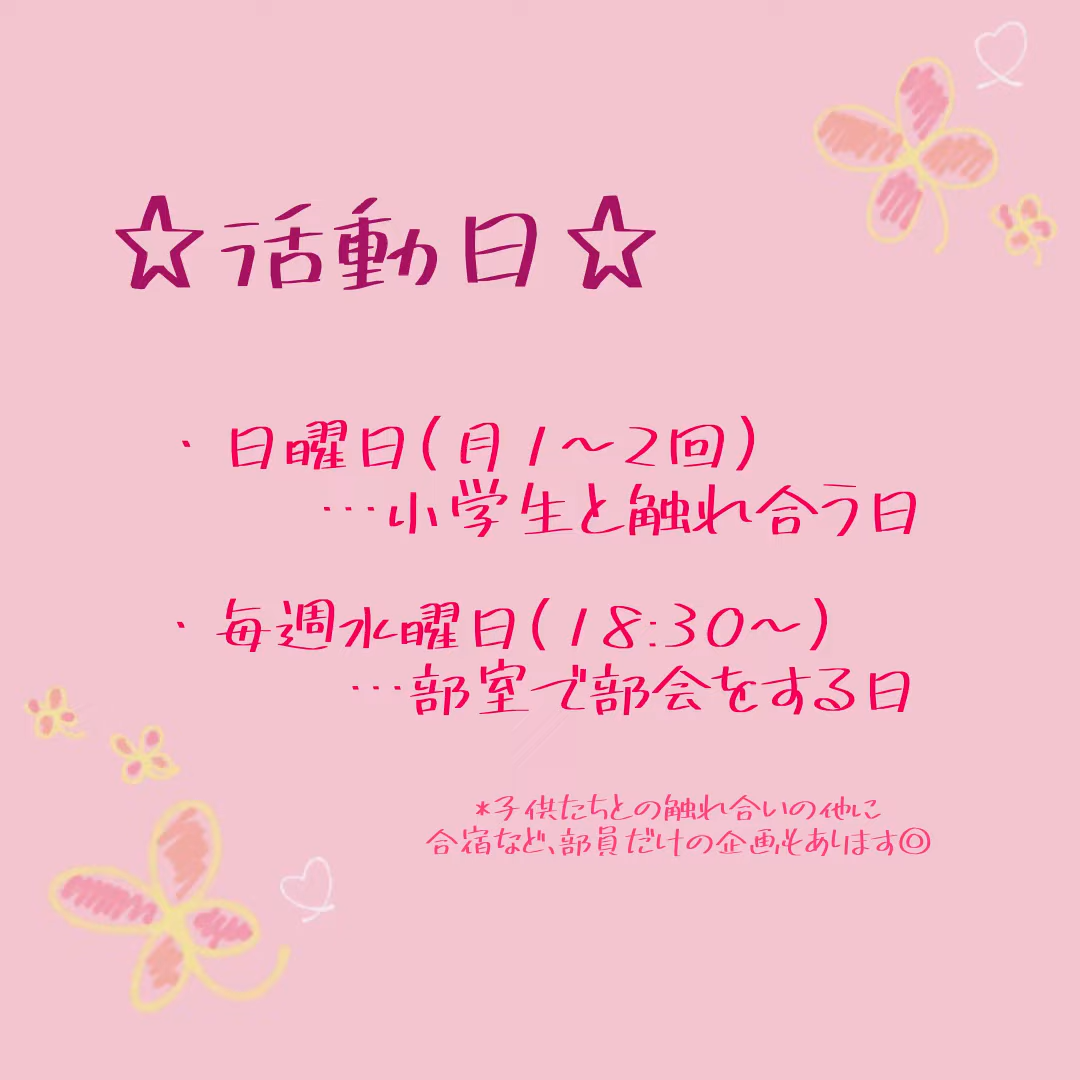 ☆活動日☆
・日曜日(月1〜2回)
…小学生と触れ合う日
・毎週水曜日(18:30〜)
…部室で部会をする日
*子供たちとの触れ合いの他に
合宿など、部員だけの企画もあります◎